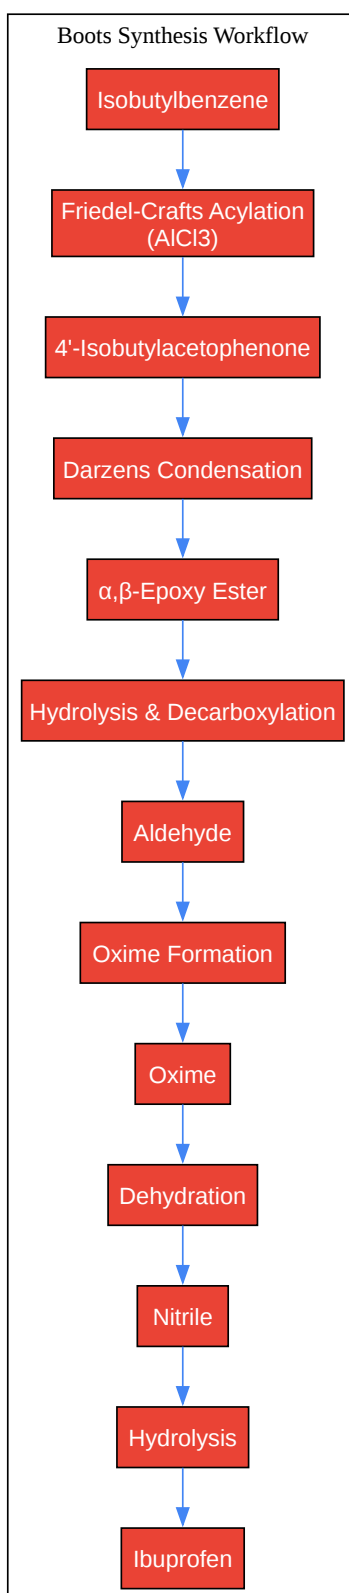 Boots Synthesis Workflow
Isobutylbenzene
Friedel-Crafts Acylation
(AlCl3)
4'-Isobutylacetophenone
Darzens Condensation
α,β-Epoxy Ester
Hydrolysis & Decarboxylation
Aldehyde
Oxime Formation
Oxime
Dehydration
Nitrile
Hydrolysis
Ibuprofen